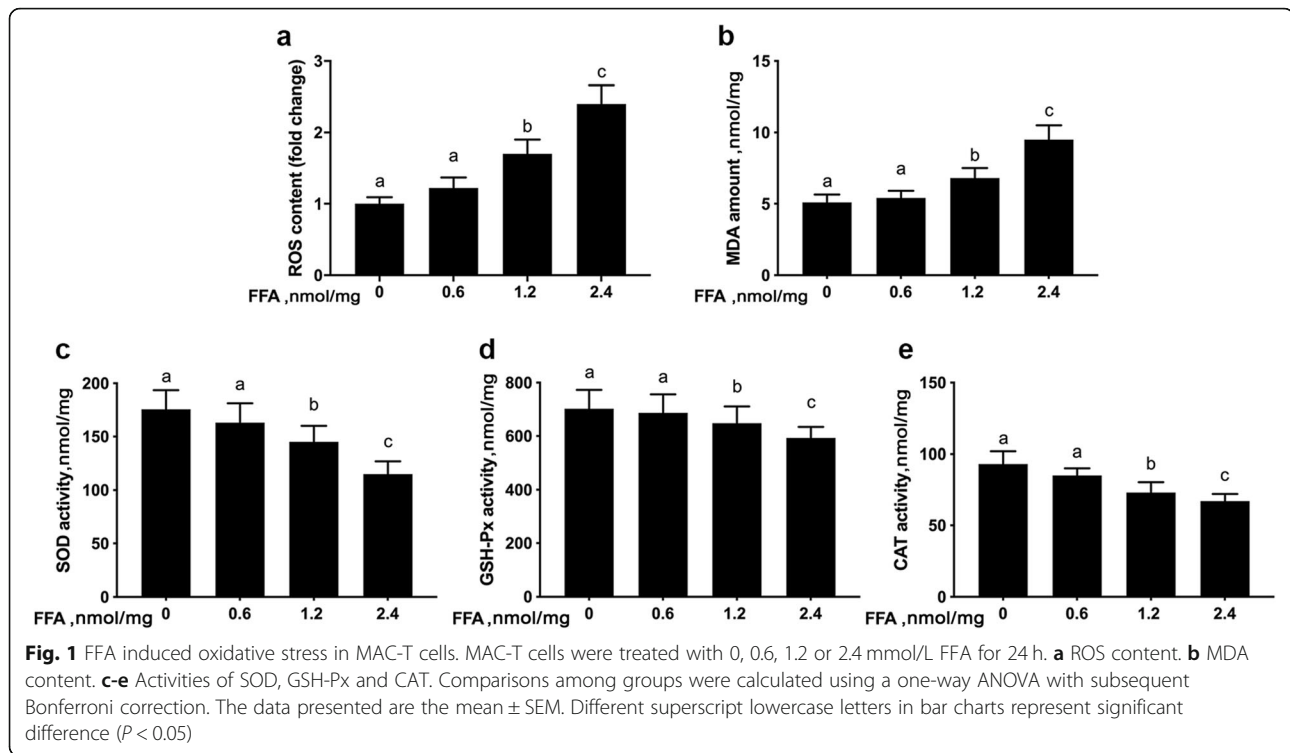 a
ROS content (fold change)
3
2
1
0
a
a
b
c
FFA ,nmol/mg 0 0.6 1.2 2.4
b
MDA amount ,nmol/mg
15
10
5
0
a
a
b
c
FFA ,nmol/mg 0 0.6 1.2 2.4
c
SOD activity,nmol/mg
200
150
100
50
0
a
a
b
c
FFA ,nmol/mg 0 0.6 1.2 2.4
d
GSH-Px activity,nmol/mg
800
600
400
200
0
a
a
b
c
FFA ,nmol/mg 0 0.6 1.2 2.4
e
CAT activity,nmol/mg
150
100
50
0
a
a
b
c
FFA ,nmol/mg 0 0.6 1.2 2.4
Fig. 1 FFA induced oxidative stress in MAC-T cells. MAC-T cells were treated with 0, 0.6, 1.2 or 2.4 mmol/L FFA for 24 h. a ROS content. b MDA
content. c-e Activities of SOD, GSH-Px and CAT. Comparisons among groups were calculated using a one-way ANOVA with subsequent
Bonferroni correction. The data presented are the mean ± SEM. Different superscript lowercase letters in bar charts represent significant
difference (P < 0.05)